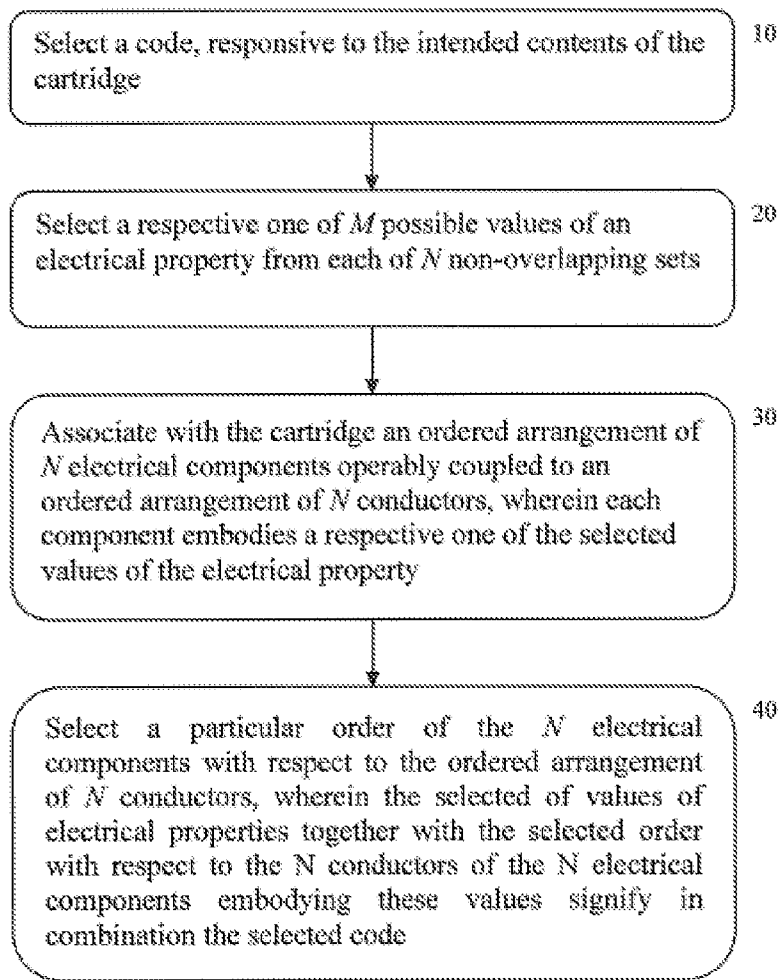 Select a code, responsive to the intended contents of the
cartridge
10
Select a respective one of M possible values of an
electrical property from each of N non-overlapping sets
20
Associate with the cartridge an ordered arrangement of
N electrical components operably coupled to an
ordered arrangement of N conductors, wherein each
component embodies a respective one of the selected
values of the electrical property
30
Select a particular order of the N electrical
components with respect to the ordered arrangement
of N conductors, wherein the selected of values of
electrical properties together with the selected order
with respect to the N conductors of the N electrical
components embodying these values signify in
combination the selected code
40